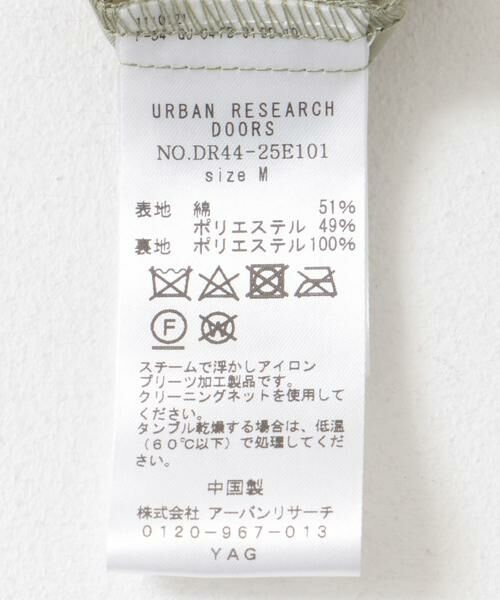 URBAN RESEARCH
DOORS
NO.DR44-25E101
size M
表地 綿 51%
ポリエステル 49%
裏地 ポリエステル100%
F
W
スチームで浮かしアイロン
プリーツ加工製品です。
クリーニングネットを使用して
ください。
タンブル乾燥する場合は、低温
(60℃以下)で処理してくだ
さい。
中国製
株式会社 アーバンリサーチ
0120-967-013
YAG